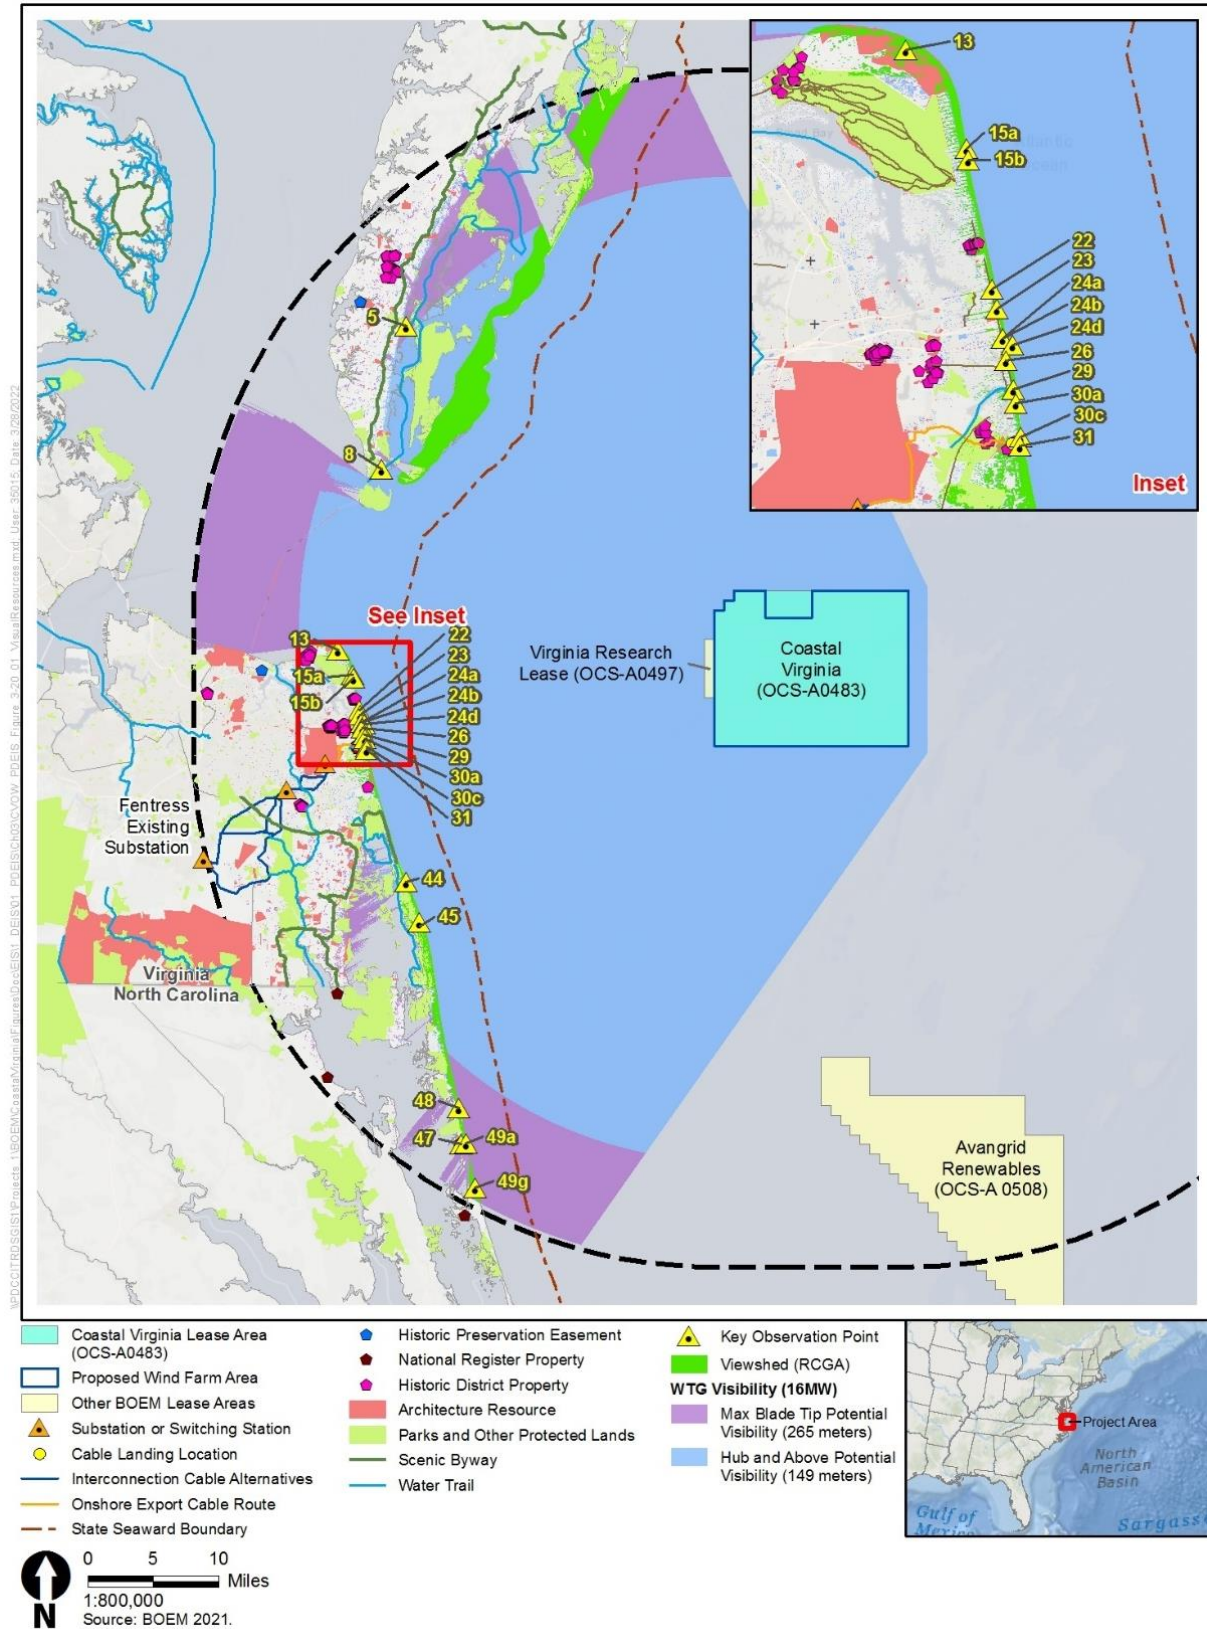 13
15a
15b
22
23
24a
24b
24d
26
29
30a
30c
31
Inset
5
8
See Inset
13
15a
15b
22
23
24a
24b
24d
26
29
30a
30c
31
Virginia Research
Lease (OCS-A0497)
Coastal
Virginia
(OCS-A0483)
Fentress
Existing
Substation
44
45
Virginia
North Carolina
48
47
49a
49g
Avangrid
Renewables
(OCS-A 0508)
Coastal Virginia Lease Area
(OCS-A0483)
Proposed Wind Farm Area
Other BOEM Lease Areas
Substation or Switching Station
Cable Landing Location
Interconnection Cable Alternatives
Onshore Export Cable Route
State Seaward Boundary
Historic Preservation Easement
National Register Property
Historic District Property
Architecture Resource
Parks and Other Protected Lands
Scenic Byway
Water Trail
Key Observation Point
Viewshed (RCGA)
WTG Visibility (16MW)
Max Blade Tip Potential
Visibility (265 meters)
Hub and Above Potential
Visibility (149 meters)
Project Area
North
American
Basin
Gulf of
Mexico
Sargass
N
0 5 10
Miles
1:800,000
Source: BOEM 2021.